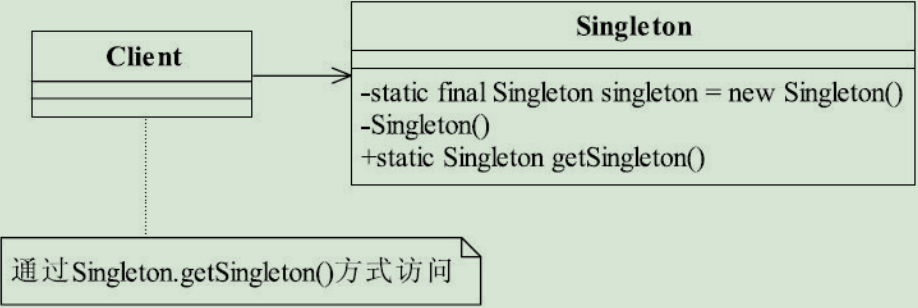 Client
Singleton
-static final Singleton singleton = new Singleton()
-Singleton()
+static Singleton getSingleton()
通过Singleton.getSingleton()方式访问